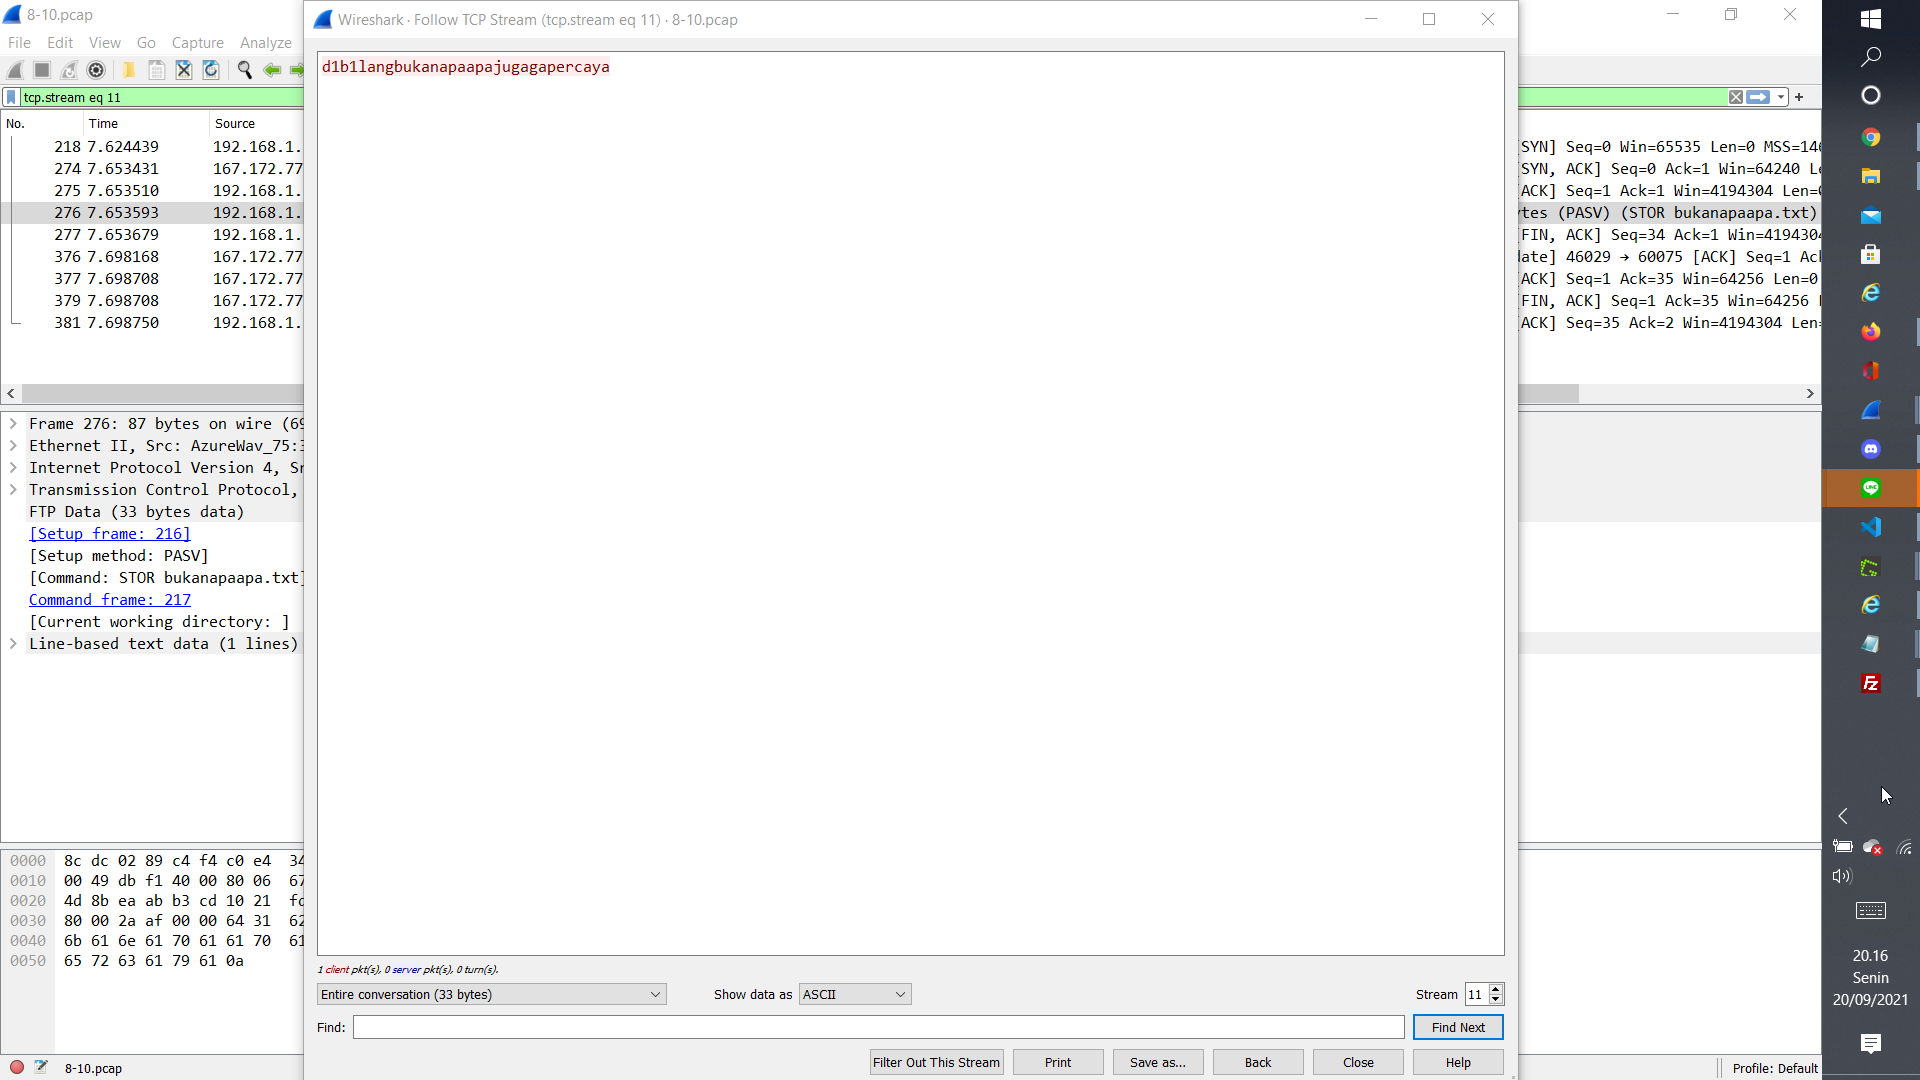 8-10.pcap
File Edit View Go Capture Analyze
tcp.stream eq 11
No. Time Source
218 7.624439 192.168.1.
274 7.653431 167.172.77
275 7.653510 192.168.1.
276 7.653593 192.168.1.
277 7.653679 192.168.1.
376 7.698168 167.172.77
377 7.698708 167.172.77
379 7.698708 167.172.77
381 7.698750 192.168.1.
Frame 276: 87 bytes on wire (69
Ethernet II, Src: AzureWav_75:3
Internet Protocol Version 4, Sr
Transmission Control Protocol,
FTP Data (33 bytes data)
[Setup frame: 216]
[Setup method: PASV]
[Command: STOR bukanapaapa.txt]
Command frame: 217
[Current working directory: ]
Line-based text data (1 lines)
0000 8c dc 02 89 c4 f4 c0 e4 34
0010 00 49 db f1 40 00 80 06 67
0020 4d 8b ea ab b3 cd 10 21 fd
0030 80 00 2a af 00 00 64 31 62
0040 6b 61 6e 61 70 61 61 70 61
0050 65 72 63 61 79 61 0a
8-10.pcap
Wireshark · Follow TCP Stream (tcp.stream eq 11) · 8-10.pcap
d1b1langbukanapaapajugagapercaya
1 client pkt(s), 0 server pkt(s), 0 turn(s).
Entire conversation (33 bytes)
Show data as ASCII
Stream 11
Find:
Find Next
Filter Out This Stream
Print
Save as...
Back
Close
Help
[SYN] Seq=0 Win=65535 Len=0 MSS=146
[SYN, ACK] Seq=0 Ack=1 Win=64240 Le
[ACK] Seq=1 Ack=1 Win=4194304 Len=0
ytes (PASV) (STOR bukanapaapa.txt)
[FIN, ACK] Seq=34 Ack=1 Win=4194304
date] 46029 → 60075 [ACK] Seq=1 Ack
[ACK] Seq=1 Ack=35 Win=64256 Len=0
[FIN, ACK] Seq=1 Ack=35 Win=64256 L
[ACK] Seq=35 Ack=2 Win=4194304 Len=
Profile: Default
LINE
Fz
20.16
Senin
20/09/2021